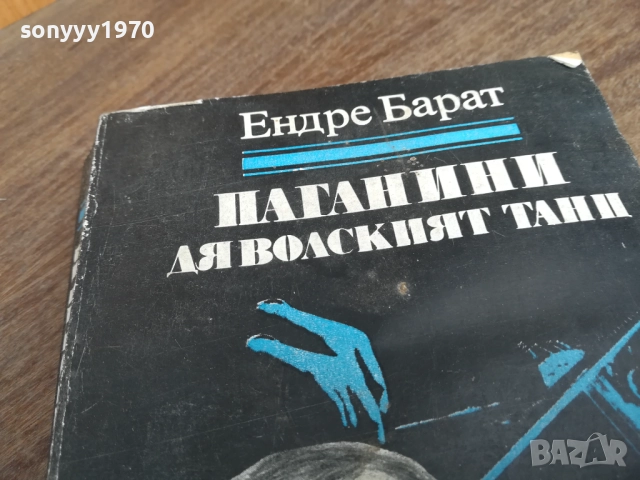 sonyyy1970
Ендре Барат
ПАГАНИНИ
ДЯВОЛСКИЯТ ТАНЦ
BAZAR